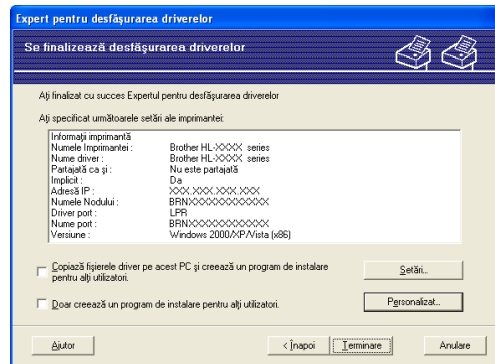 Expert pentru desfăşurarea driverelor
Se finalizează desfăşurarea driverelor
Aţi finalizat cu succes Expertul pentru desfăşurarea driverelor
Aţi specificat următoarele setări ale imprimantei:
Informaţii imprimantă
Numele Imprimantei : Brother HL-XXXX series
Nume driver : Brother HL-XXXX series
Partajată ca şi : Nu este partajată
Implicit : Da
Adresă IP : XXX.XXX.XXX.XXX
Numele Nodului : BRNXXXXXXXXXXXX
Driver port : LPR
Nume port : BRNXXXXXXXXXXXX
Versiune : Windows 2000/XP/Vista (x86)
Copiază fişierele driver pe acest PC şi creează un program de instalare
pentru alţi utilizatori.
Setări..
Doar creează un program de instalare pentru alţi utilizatori.
Personalizat..
Ajutor
< Înapoi
Terminare
Anulare